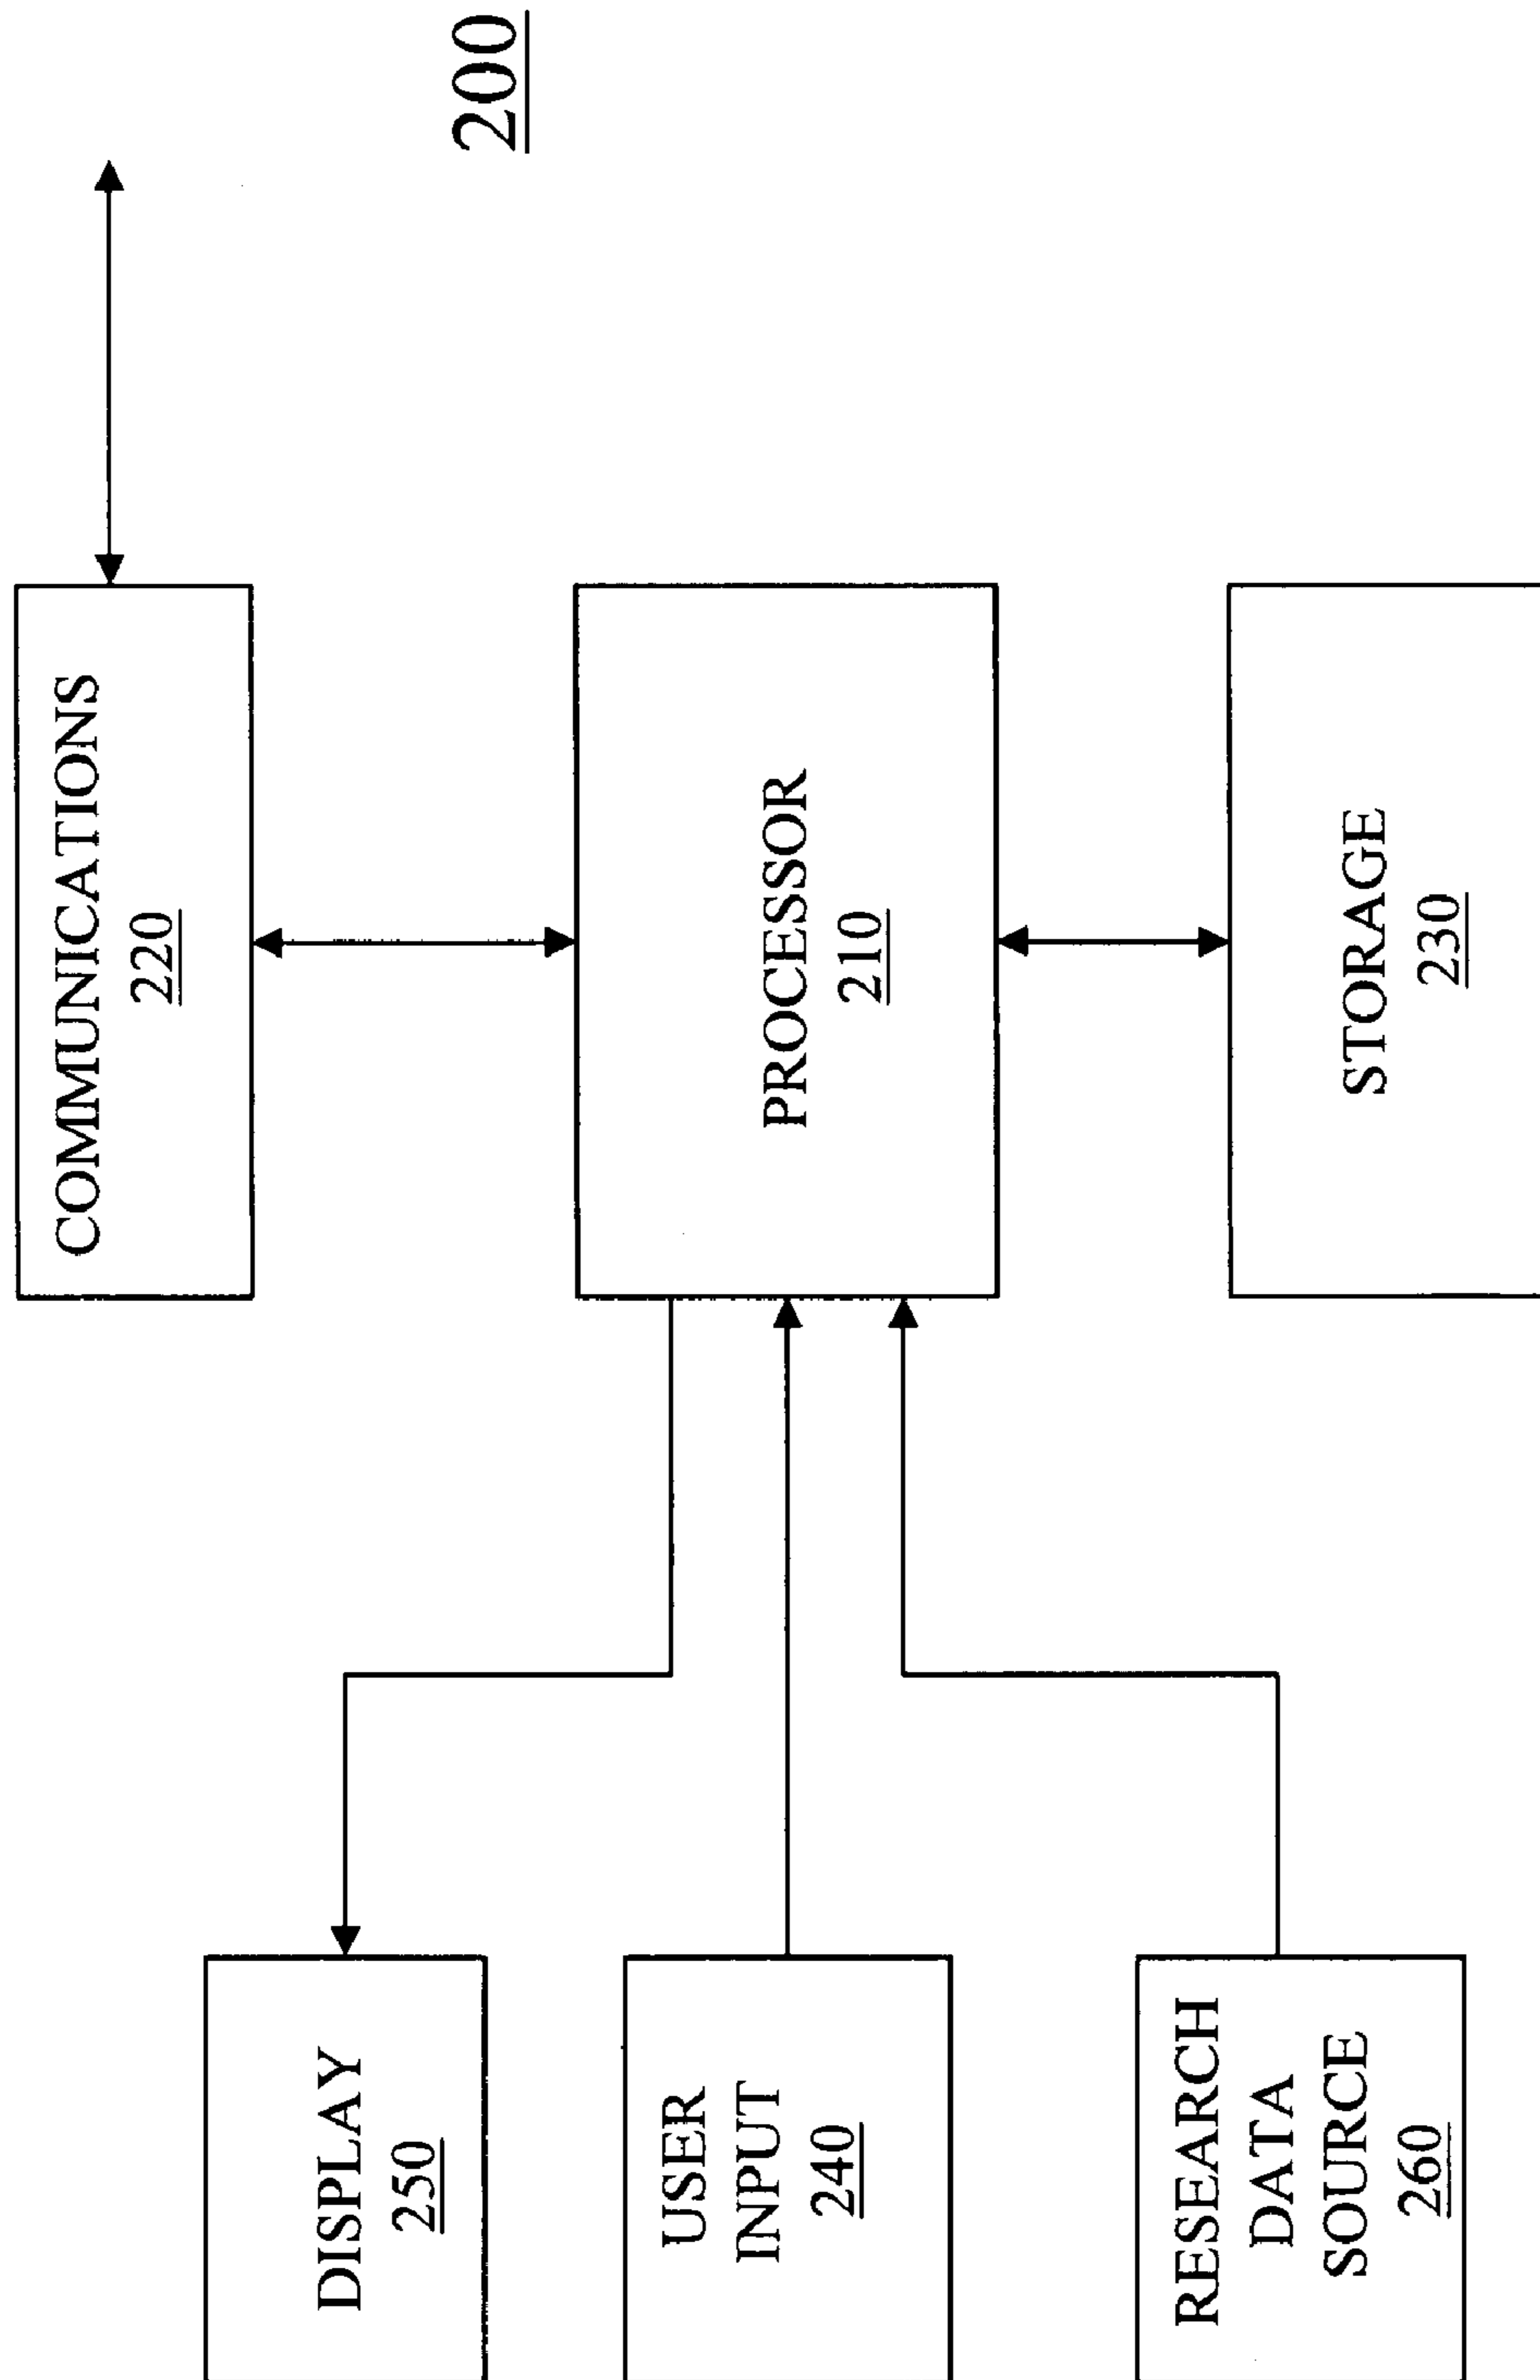 COMMUNICATIONS
220
200
DISPLAY
250
PROCESSOR
210
USER
INPUT
240
STORAGE
230
RESEARCH
DATA
SOURCE
260